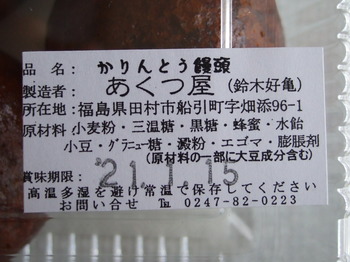 品　名：　かりんとう饅頭
製造者：　あくつ屋（鈴木好亀）
所在地：福島県田村市船引町字畑添96-1
原材料 小麦粉・三温糖・黒糖・蜂蜜・水飴
小豆・グラニュー糖・澱粉・エゴマ・膨脹剤
（原材料の一部に大豆成分含む）
賞味期限：　21.1.15
高温多湿を避け常温で保存してください
お問い合せ　℡ 0247-82-0223